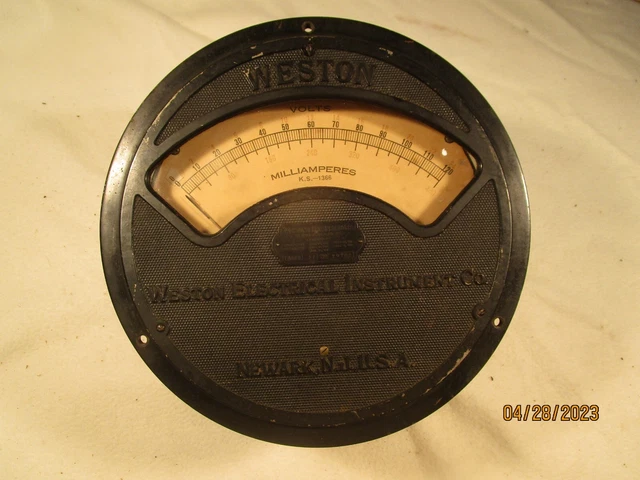 WESTON
VOLTS
0 10 20 30 40 50 60 70 80 90 100 110 120
MILLIAMPERES
K.S.-1366
WESTON ELECTRICAL INSTRUMENT CO.
NEWARK, N.J. U.S.A.
04/28/2023